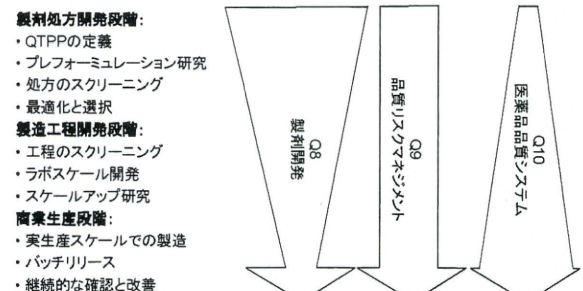 製剤処方開発段階:
・QTPPの定義
・プレフォーミュレーション研究
・処方のスクリーニング
・最適化と選択
製造工程開発段階:
・工程のスクリーニング
・ラボスケール開発
・スケールアップ研究
商業生産段階:
・実生産スケールでの製造
・バッチリリース
・継続的な確認と改善
Q8
製剤開発
Q9
品質リスクマネジメント
Q10
医薬品品質システム